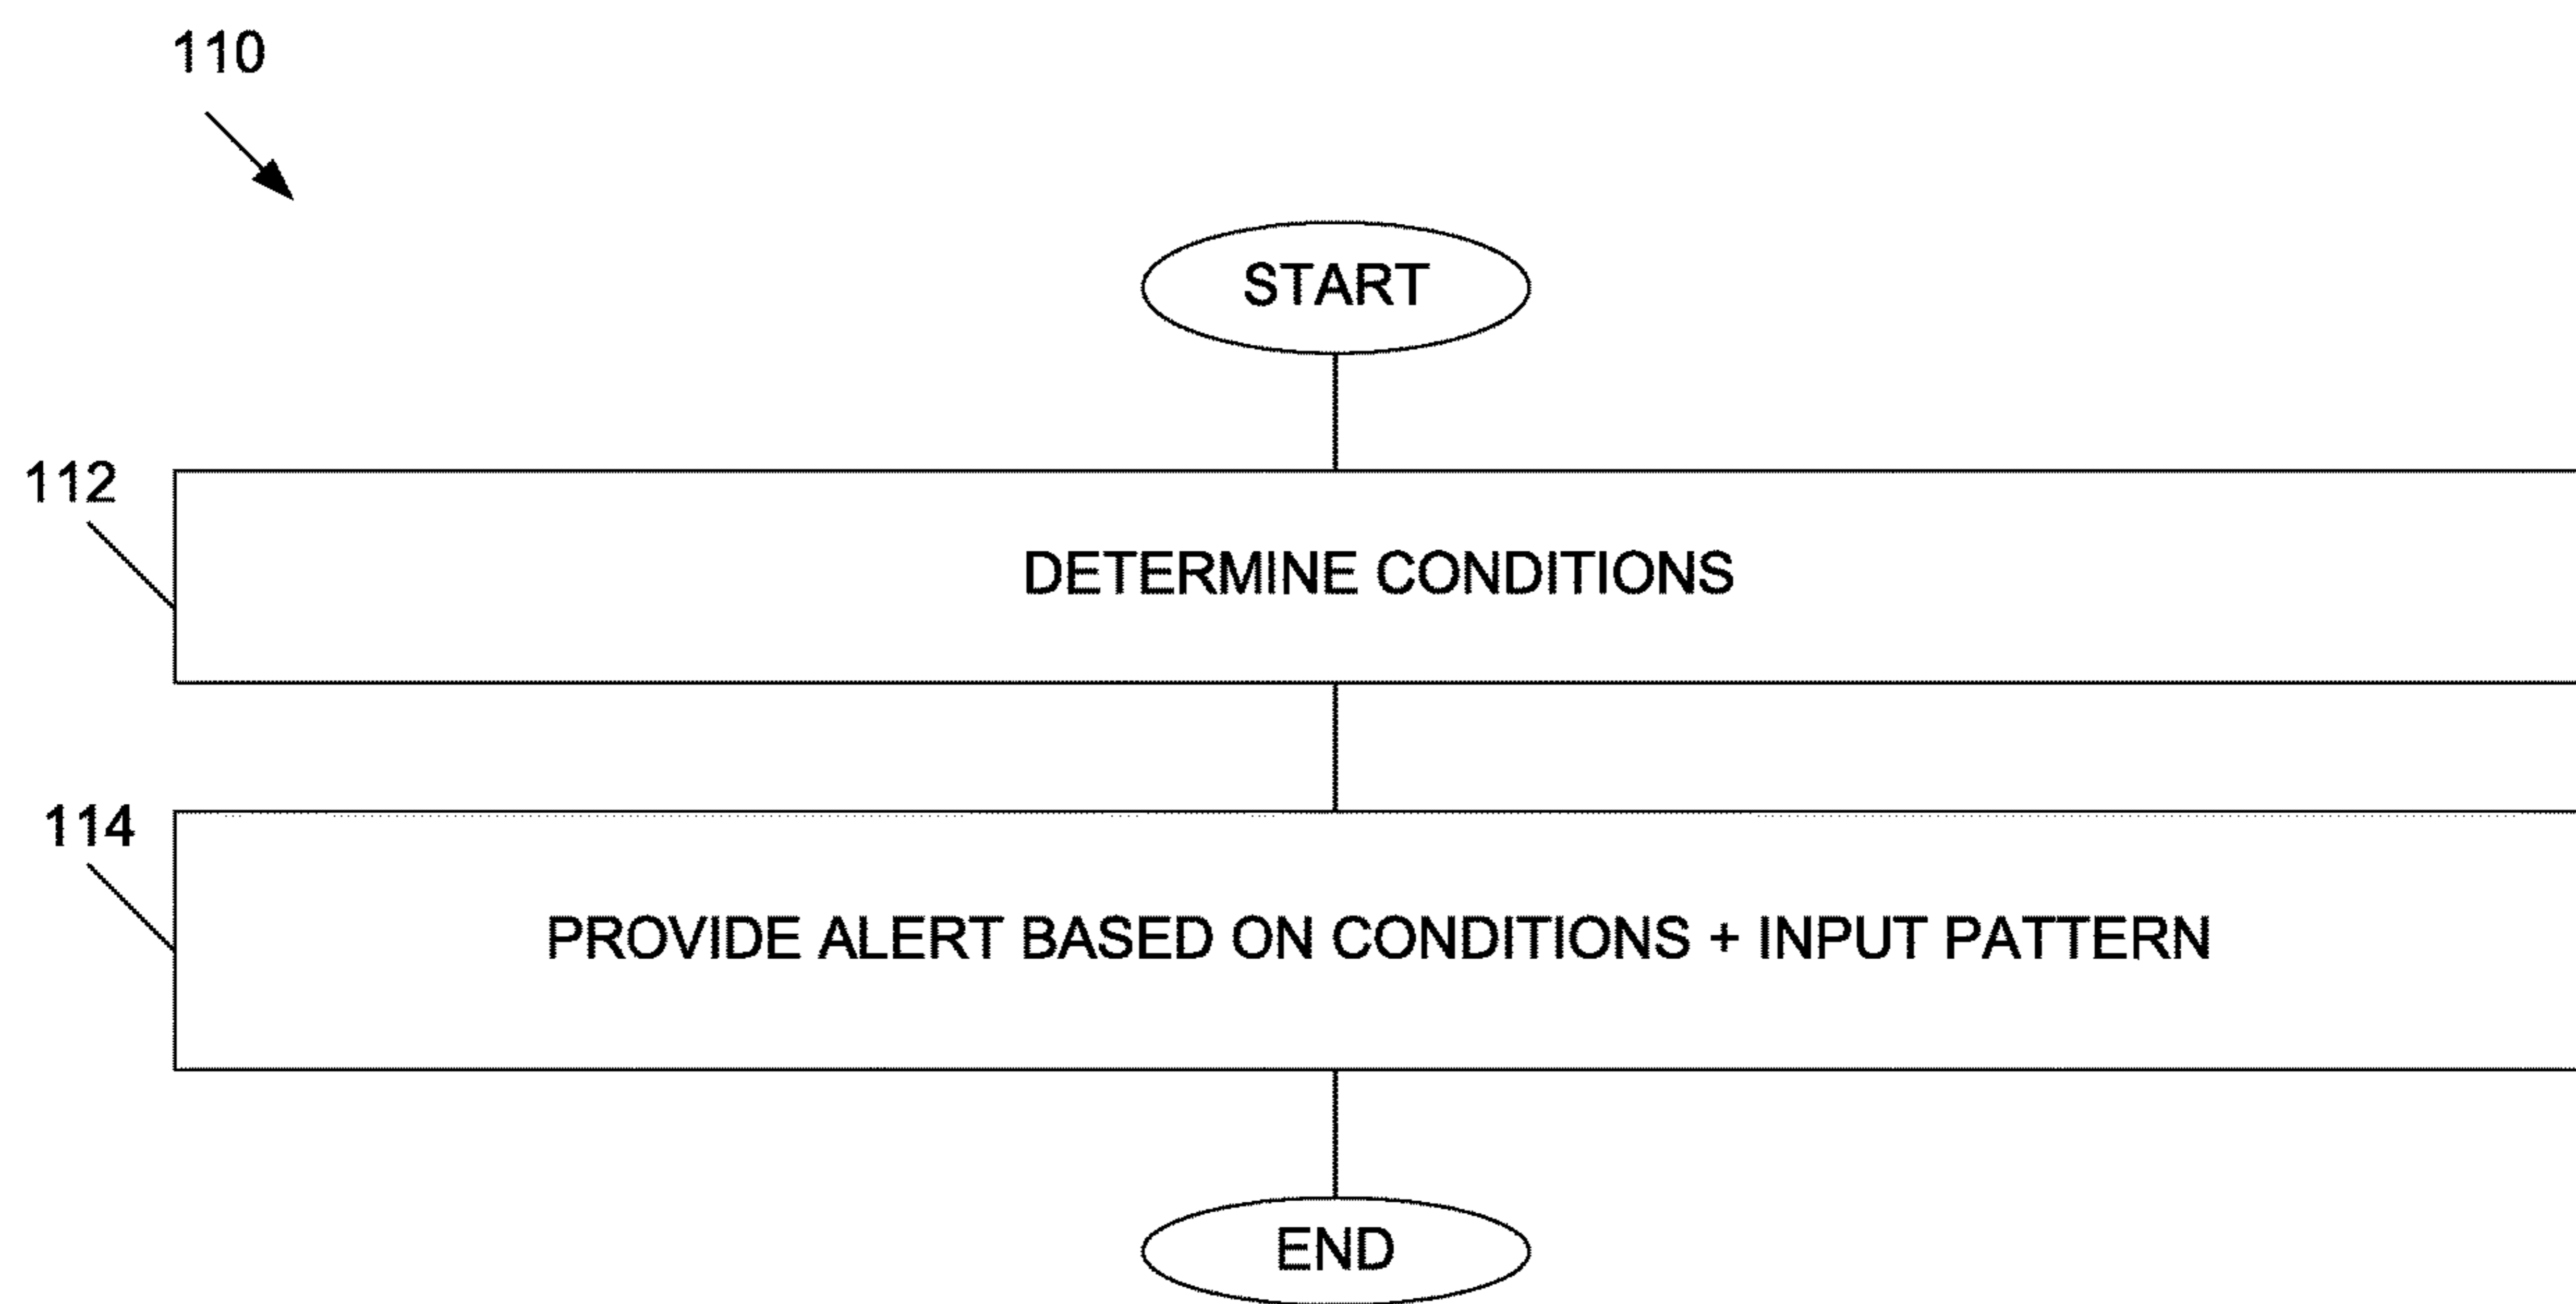 110
START
112
DETERMINE CONDITIONS
114
PROVIDE ALERT BASED ON CONDITIONS + INPUT PATTERN
END